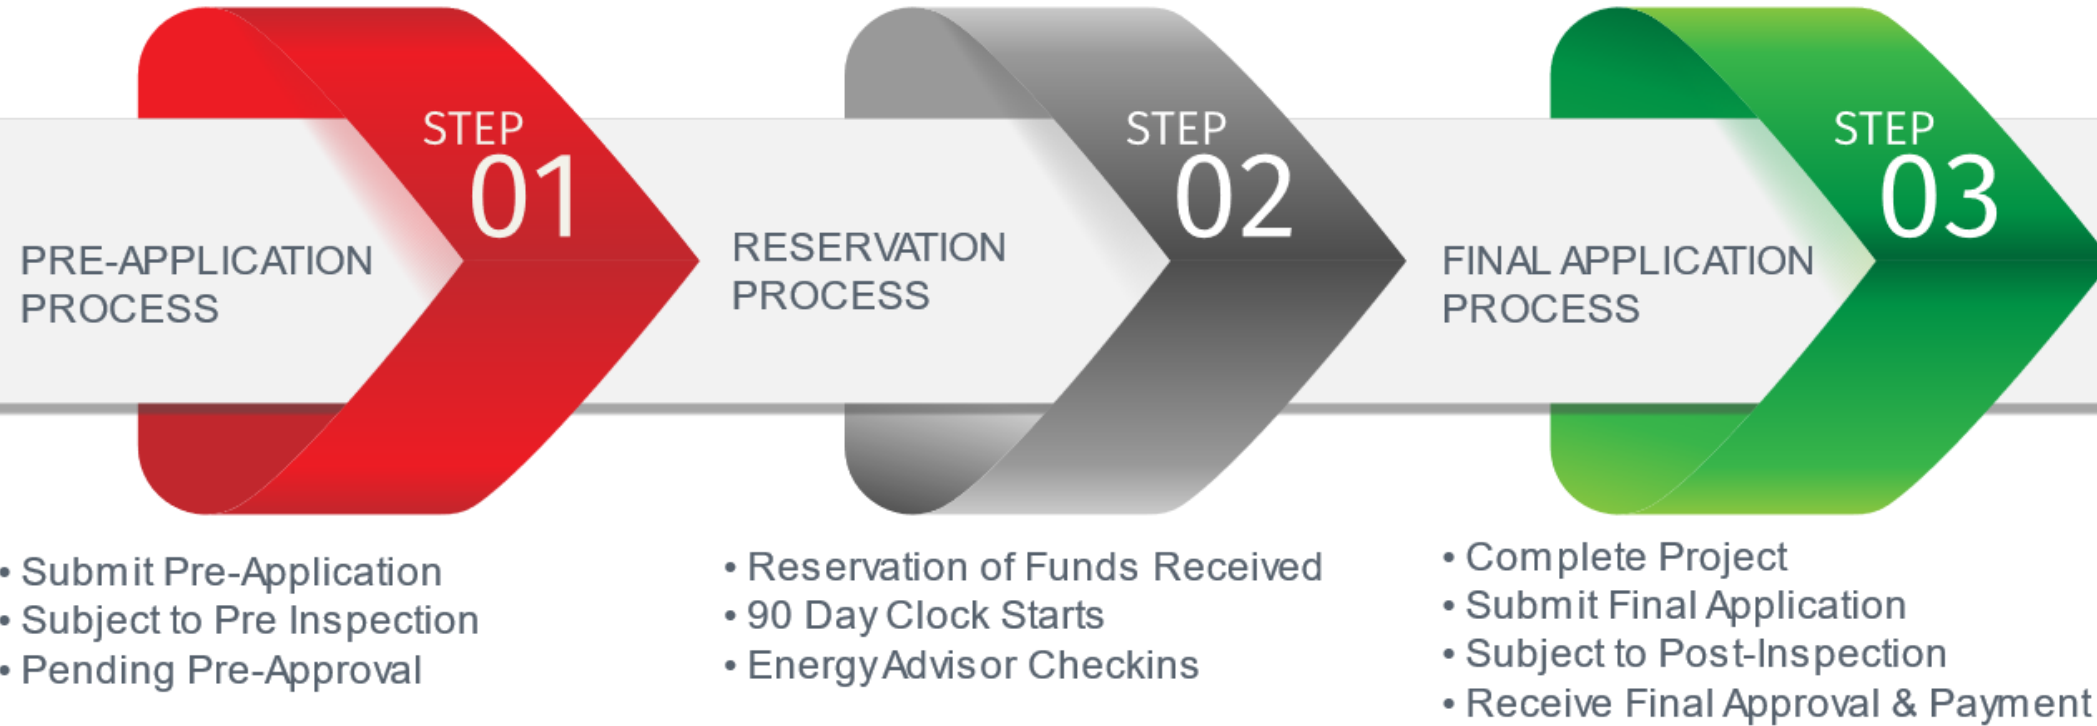 STEP
01
PRE-APPLICATION
PROCESS
• Submit Pre-Application
• Subject to Pre Inspection
• Pending Pre-Approval
STEP
02
RESERVATION
PROCESS
• Reservation of Funds Received
• 90 Day Clock Starts
• Energy Advisor Checkins
STEP
03
FINAL APPLICATION
PROCESS
• Complete Project
• Submit Final Application
• Subject to Post-Inspection
• Receive Final Approval & Payment